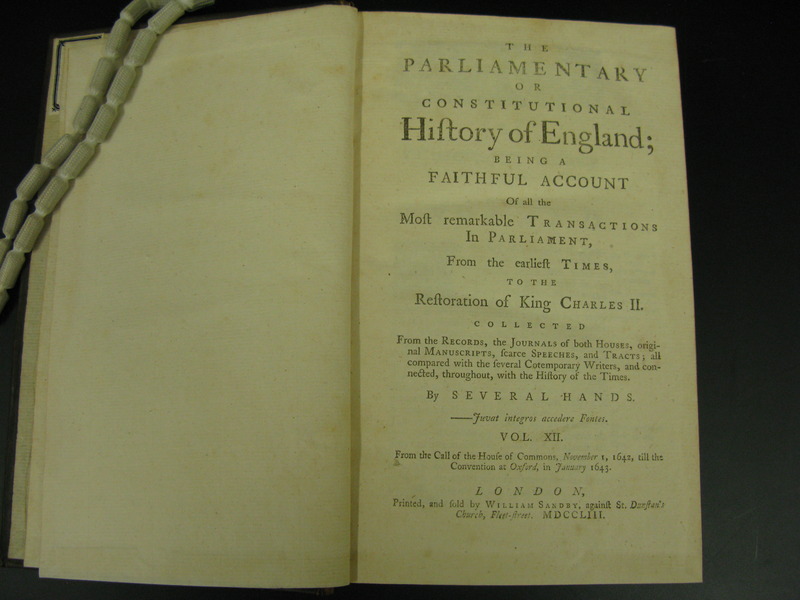 THE
PARLIAMENTARY
OR
CONSTITUTIONAL
Hiſtory of England;
BEING A
FAITHFUL ACCOUNT
Of all the
Moſt remarkable TRANSACTIONS
In PARLIAMENT,
From the earlieſt TIMES,
TO THE
Reſtoration of King CHARLES II.
COLLECTED
From the RECORDS, the JOURNALS of both HOUSES, origi-
nal MANUSCRIPTS, ſcarce SPEECHES, and TRACTS; all
compared with the ſeveral Cotemporary Writers, and con-
nected, throughout, with the Hiſtory of the Times.
By SEVERAL HANDS.
——Juvat integros accedere Fontes.
VOL. XII.
From the Call of the Houſe of Commons, November 1, 1642, till the
Convention at Oxford, in January 1643.
LONDON,
Printed, and ſold by WILLIAM SANDBY, againſt St. Dunſtan's
Church, Fleet-ſtreet. MDCCLIII.